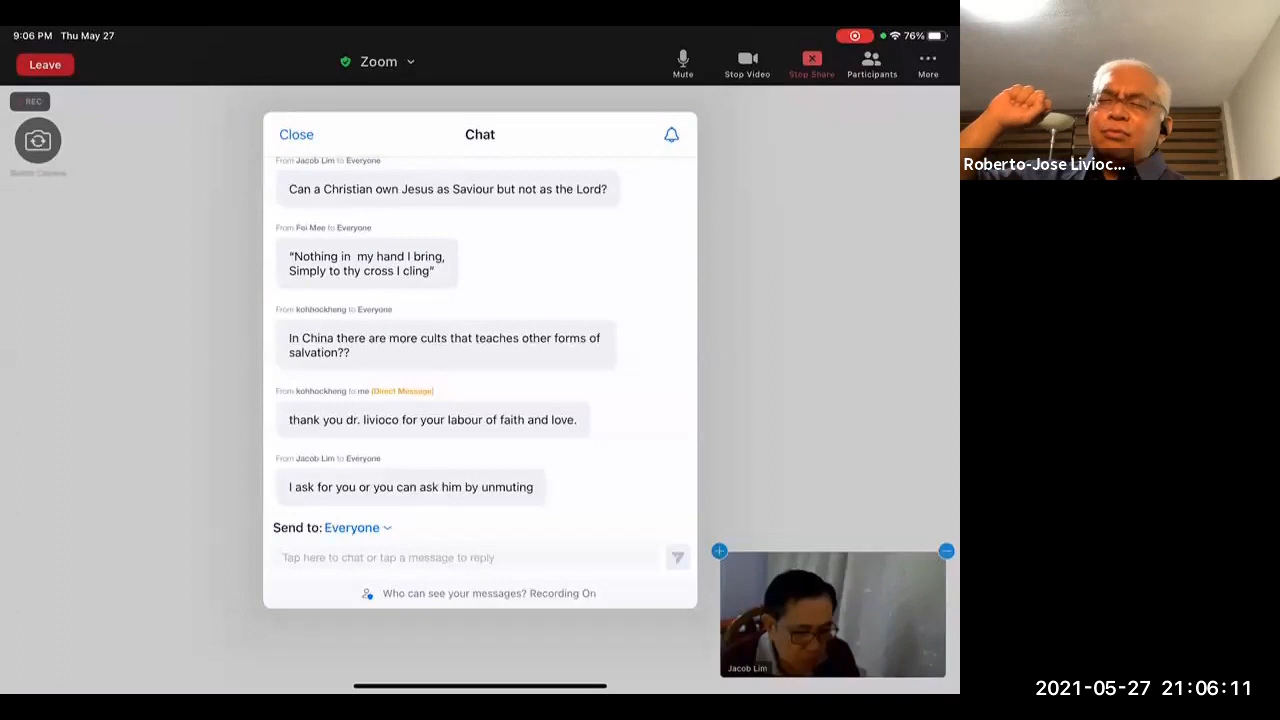 9:06 PM Thu May 27
76%
Leave
Zoom
Mute
Stop Video
Stop Share
Participants
More
REC
Switch Camera
Close
Chat
From Jacob Lim to Everyone
Can a Christian own Jesus as Saviour but not as the Lord?
From Foi Mee to Everyone
“Nothing in my hand I bring,
Simply to thy cross I cling”
From kohhockheng to Everyone
In China there are more cults that teaches other forms of
salvation??
From kohhockheng to me (Direct Message)
thank you dr. livioco for your labour of faith and love.
From Jacob Lim to Everyone
I ask for you or you can ask him by unmuting
Send to: Everyone
Tap here to chat or tap a message to reply
Who can see your messages? Recording On
Jacob Lim
Roberto-Jose Livioc...
2021-05-27 21:06:11